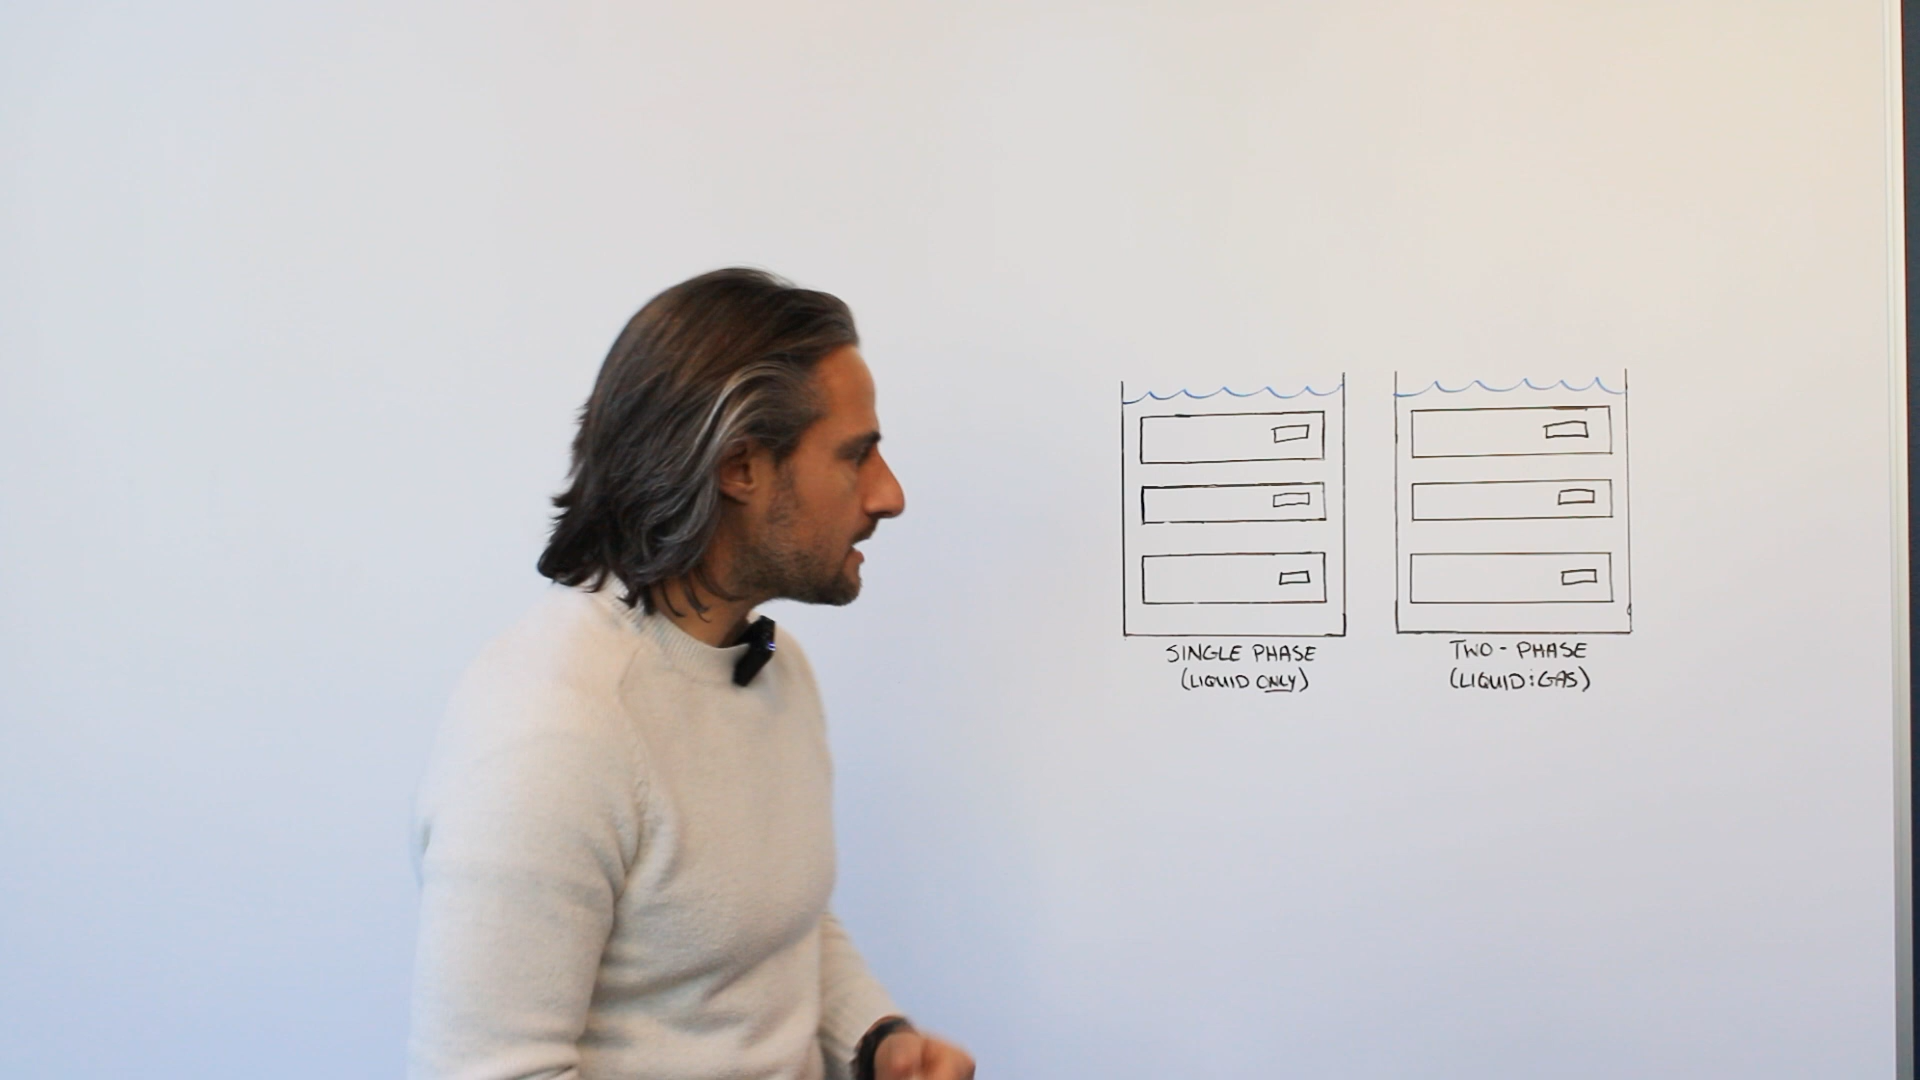 SINGLE PHASE
(LIQUID ONLY)
TWO - PHASE
(LIQUID : GAS)